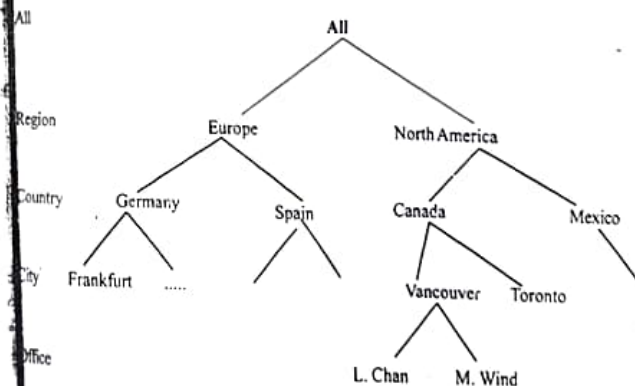 All
All
Region
Europe
North America
Country
Germany
Spain
Canada
Mexico
City
Frankfurt
.....
Vancouver
Toronto
Office
L. Chan
M. Wind